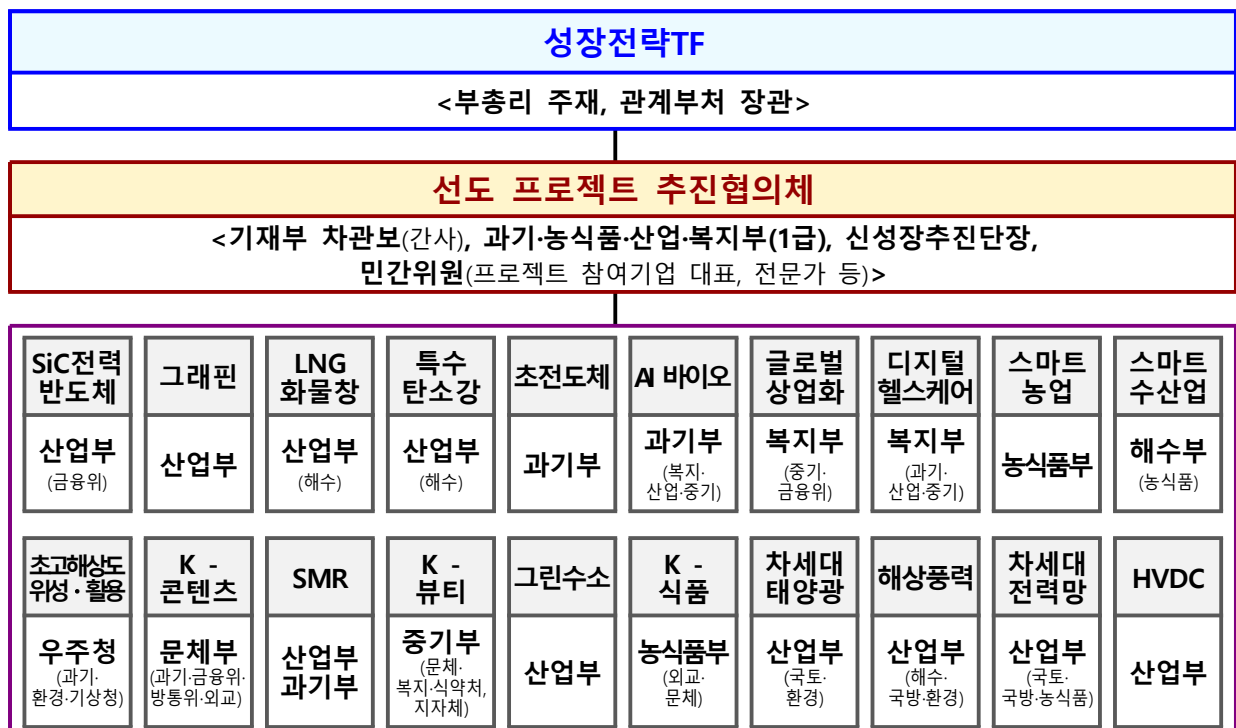 성장전략TF
<부총리 주재, 관계부처 장관>
선도 프로젝트 추진협의체
<기재부 차관보(간사), 과기·농식품·산업·복지부(1급), 신성장추진단장,
민간위원(프로젝트 참여기업 대표, 전문가 등)>
SiC전력
반도체
산업부
(금융위)
그래핀
산업부
LNG
화물창
산업부
(해수)
특수
탄소강
산업부
(해수)
초전도체
과기부
AI 바이오
과기부
(복지·
산업·중기)
글로벌
상업화
복지부
(중기·
금융위)
디지털
헬스케어
복지부
(과기·
산업·중기)
스마트
농업
농식품부
스마트
수산업
해수부
(농식품)
초고해상도
위성·활용
우주청
(과기·
환경·기상청)
K -
콘텐츠
문체부
(과기·금융위·
방통위·외교)
SMR
산업부
과기부
K -
뷰티
중기부
(문체·
복지·식약처,
지자체)
그린수소
산업부
K -
식품
농식품부
(외교·
문체)
차세대
태양광
산업부
(국토·
환경)
해상풍력
산업부
(해수·
국방·환경)
차세대
전력망
산업부
(국토·
국방·농식품)
HVDC
산업부